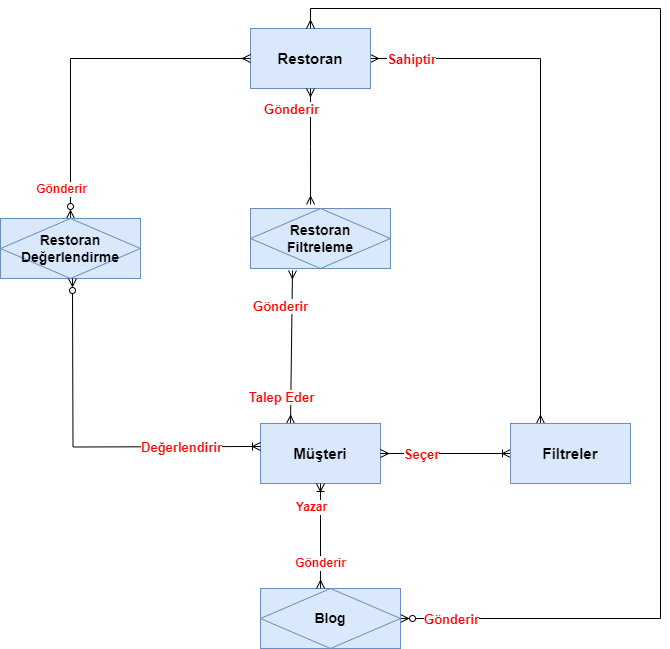 Restoran
Sahiptir
Gönderir
Gönderir
Restoran
Değerlendirme
Restoran
Filtreleme
Gönderir
Talep Eder
Değerlendirir
Müşteri
Seçer
Filtreler
Yazar
Gönderir
Blog
Gönderir